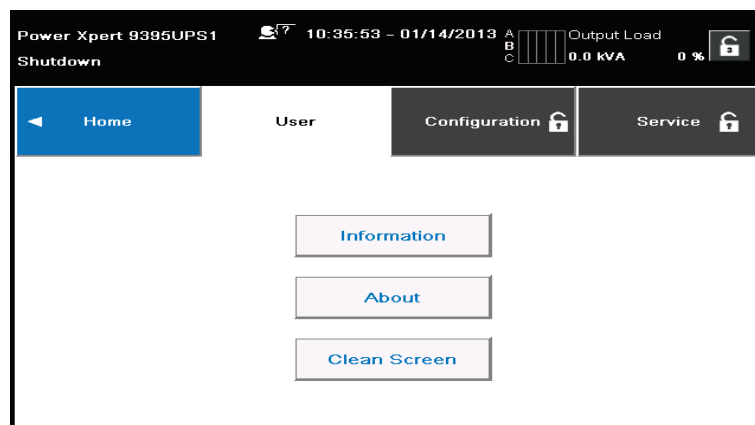 Power Xpert 9395UPS1
Shutdown
? 10:35:53 - 01/14/2013
A
B
C
Output Load
0.0 kVA 0 %
3
Home
User
Configuration
Service
Information
About
Clean Screen